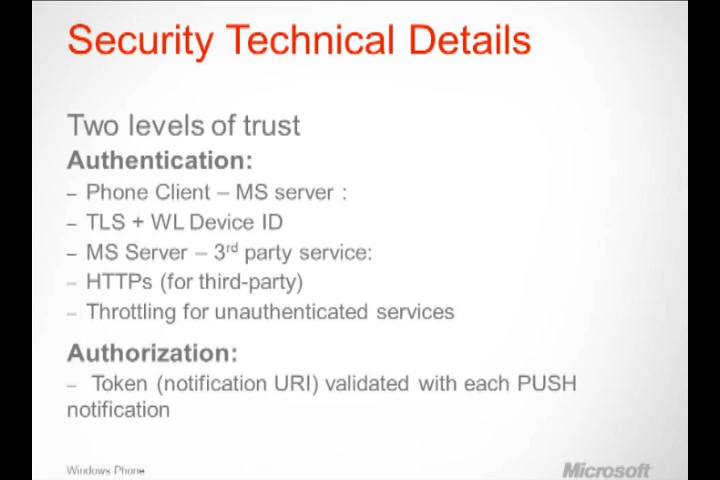 Security Technical Details
Two levels of trust
Authentication:
– Phone Client – MS server :
– TLS + WL Device ID
– MS Server – 3rd party service:
– HTTPs (for third-party)
– Throttling for unauthenticated services
Authorization:
– Token (notification URI) validated with each PUSH
notification
Windows Phone
Microsoft